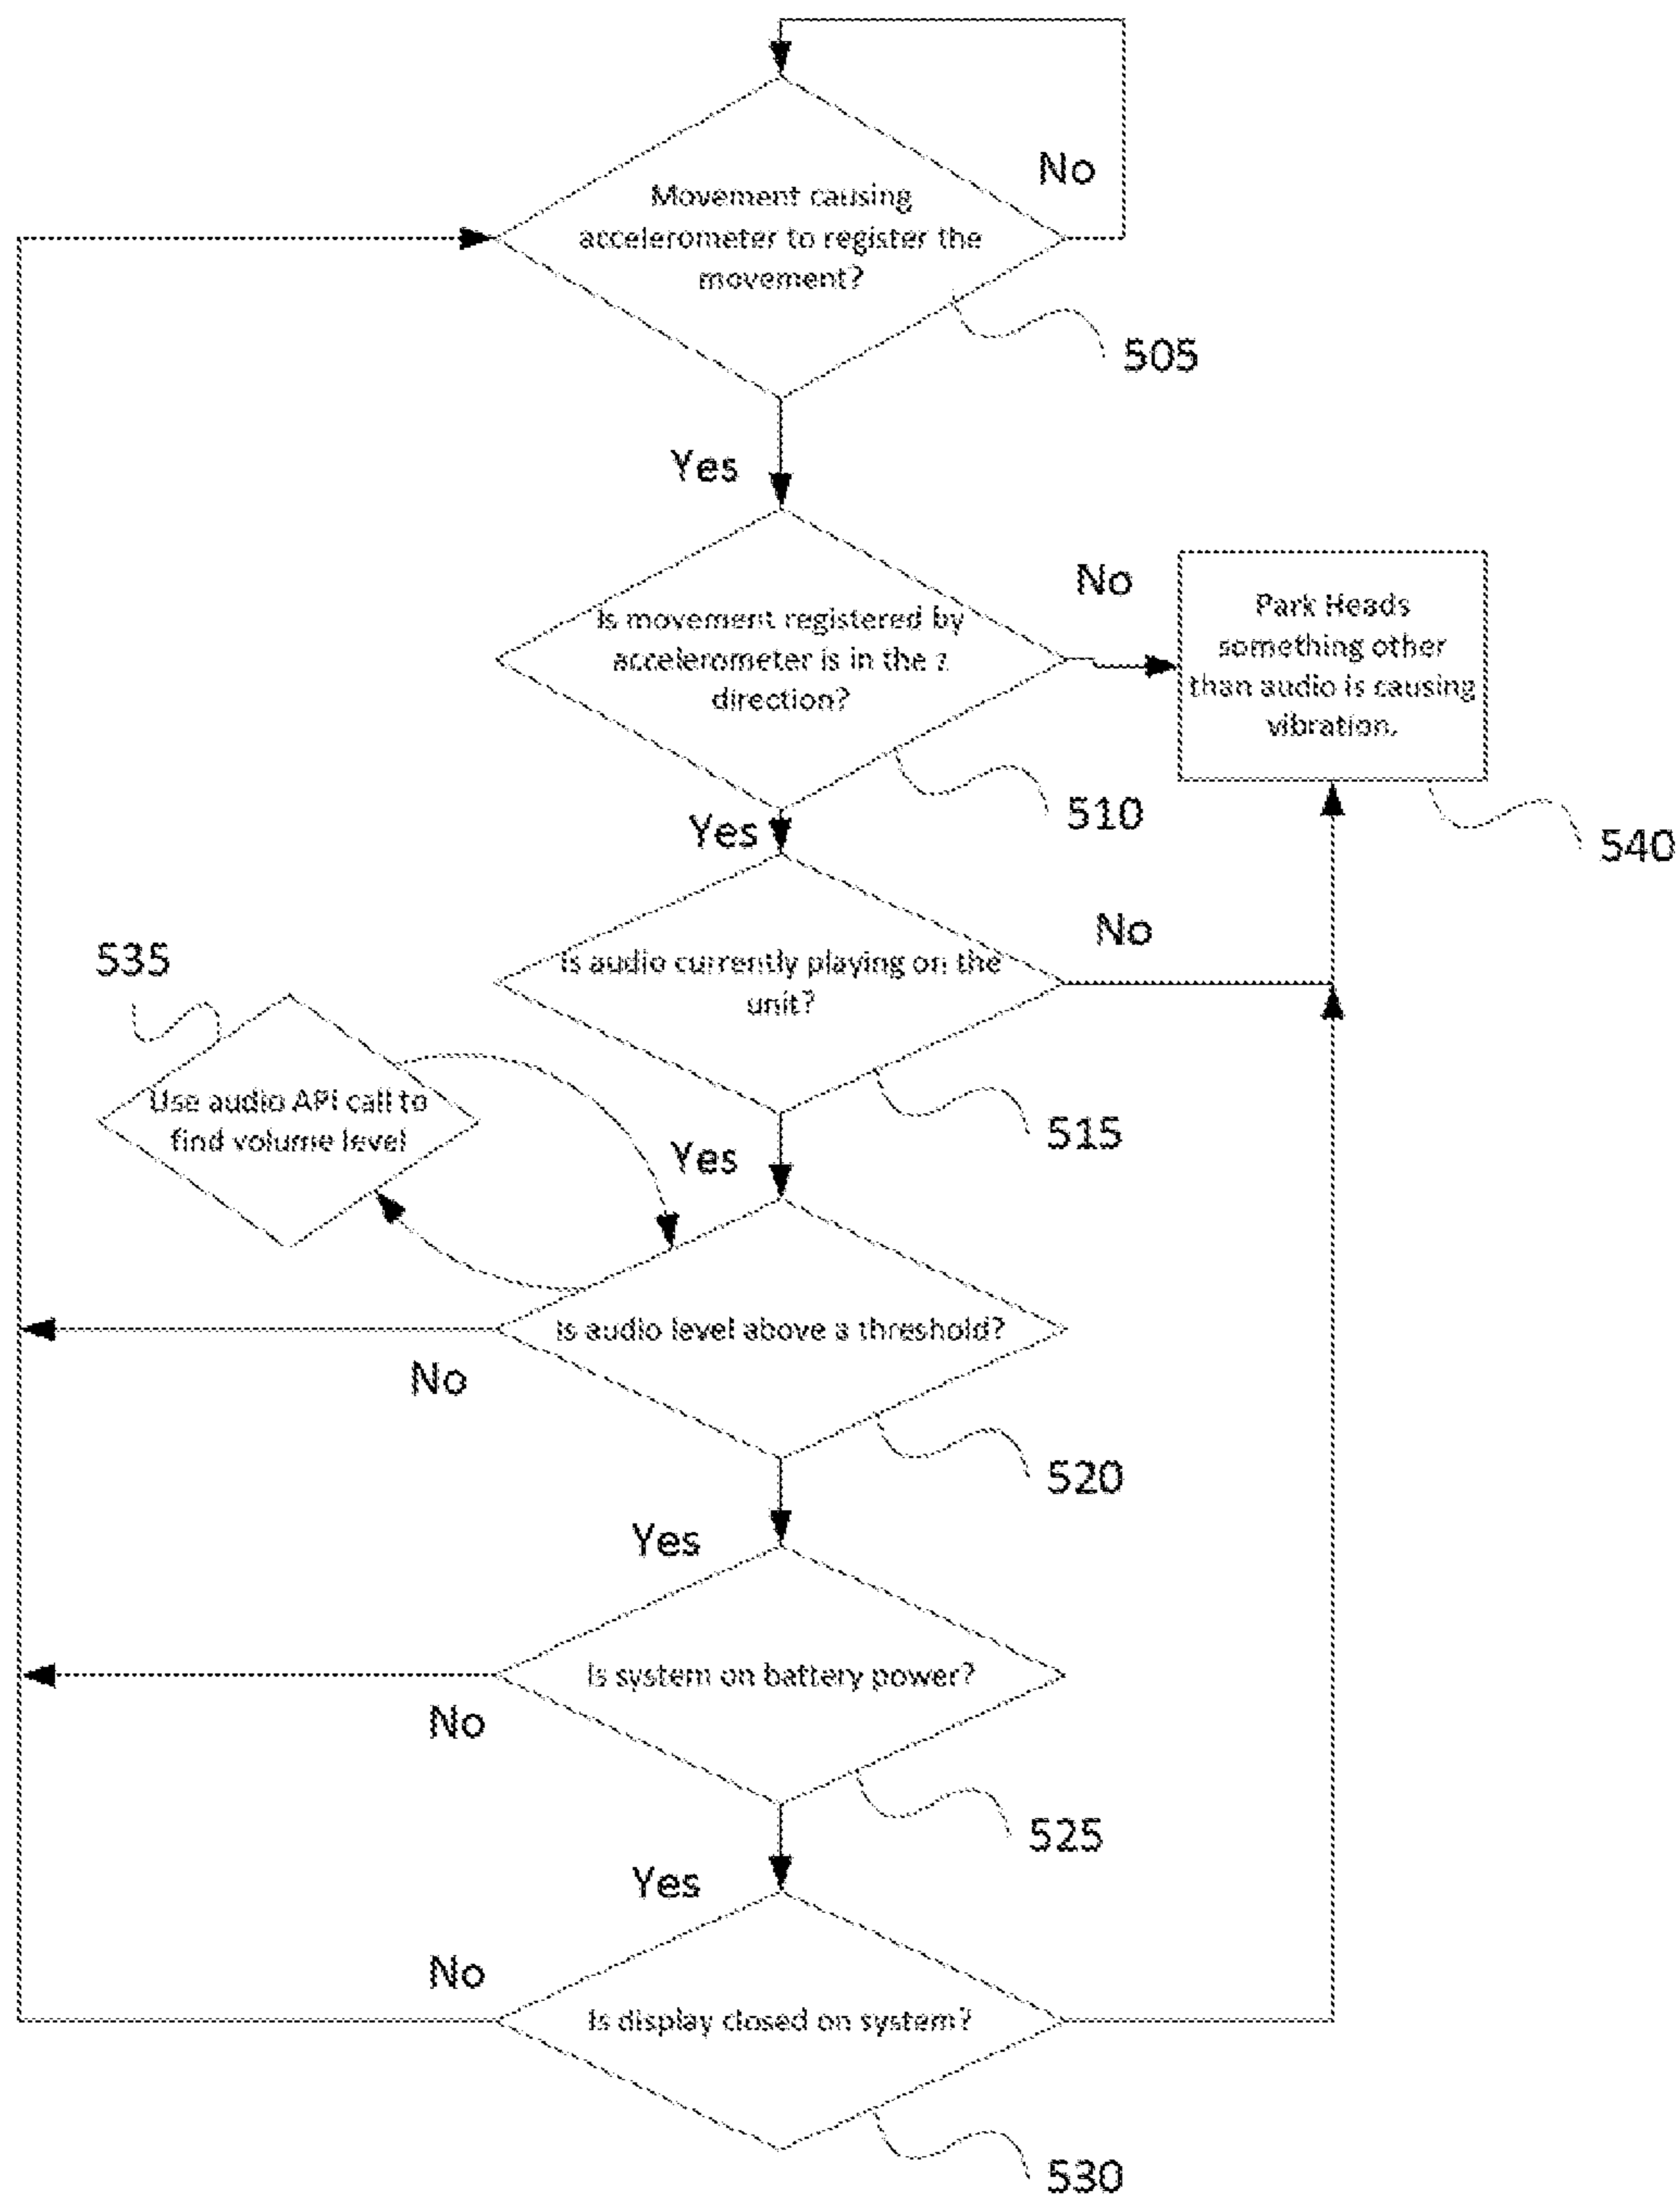 No
Movement causing
accelerometer to register the
movement?
505
Yes
Is movement registered by
accelerometer is in the z
direction?
No
Park Heads
something other
than audio is causing
vibration.
510
540
Yes
Is audio currently playing on the
unit?
No
535
Use audio API call to
find volume level
515
Yes
Is audio level above a threshold?
No
520
Yes
Is system on battery power?
No
525
Yes
No
Is display closed on system?
530